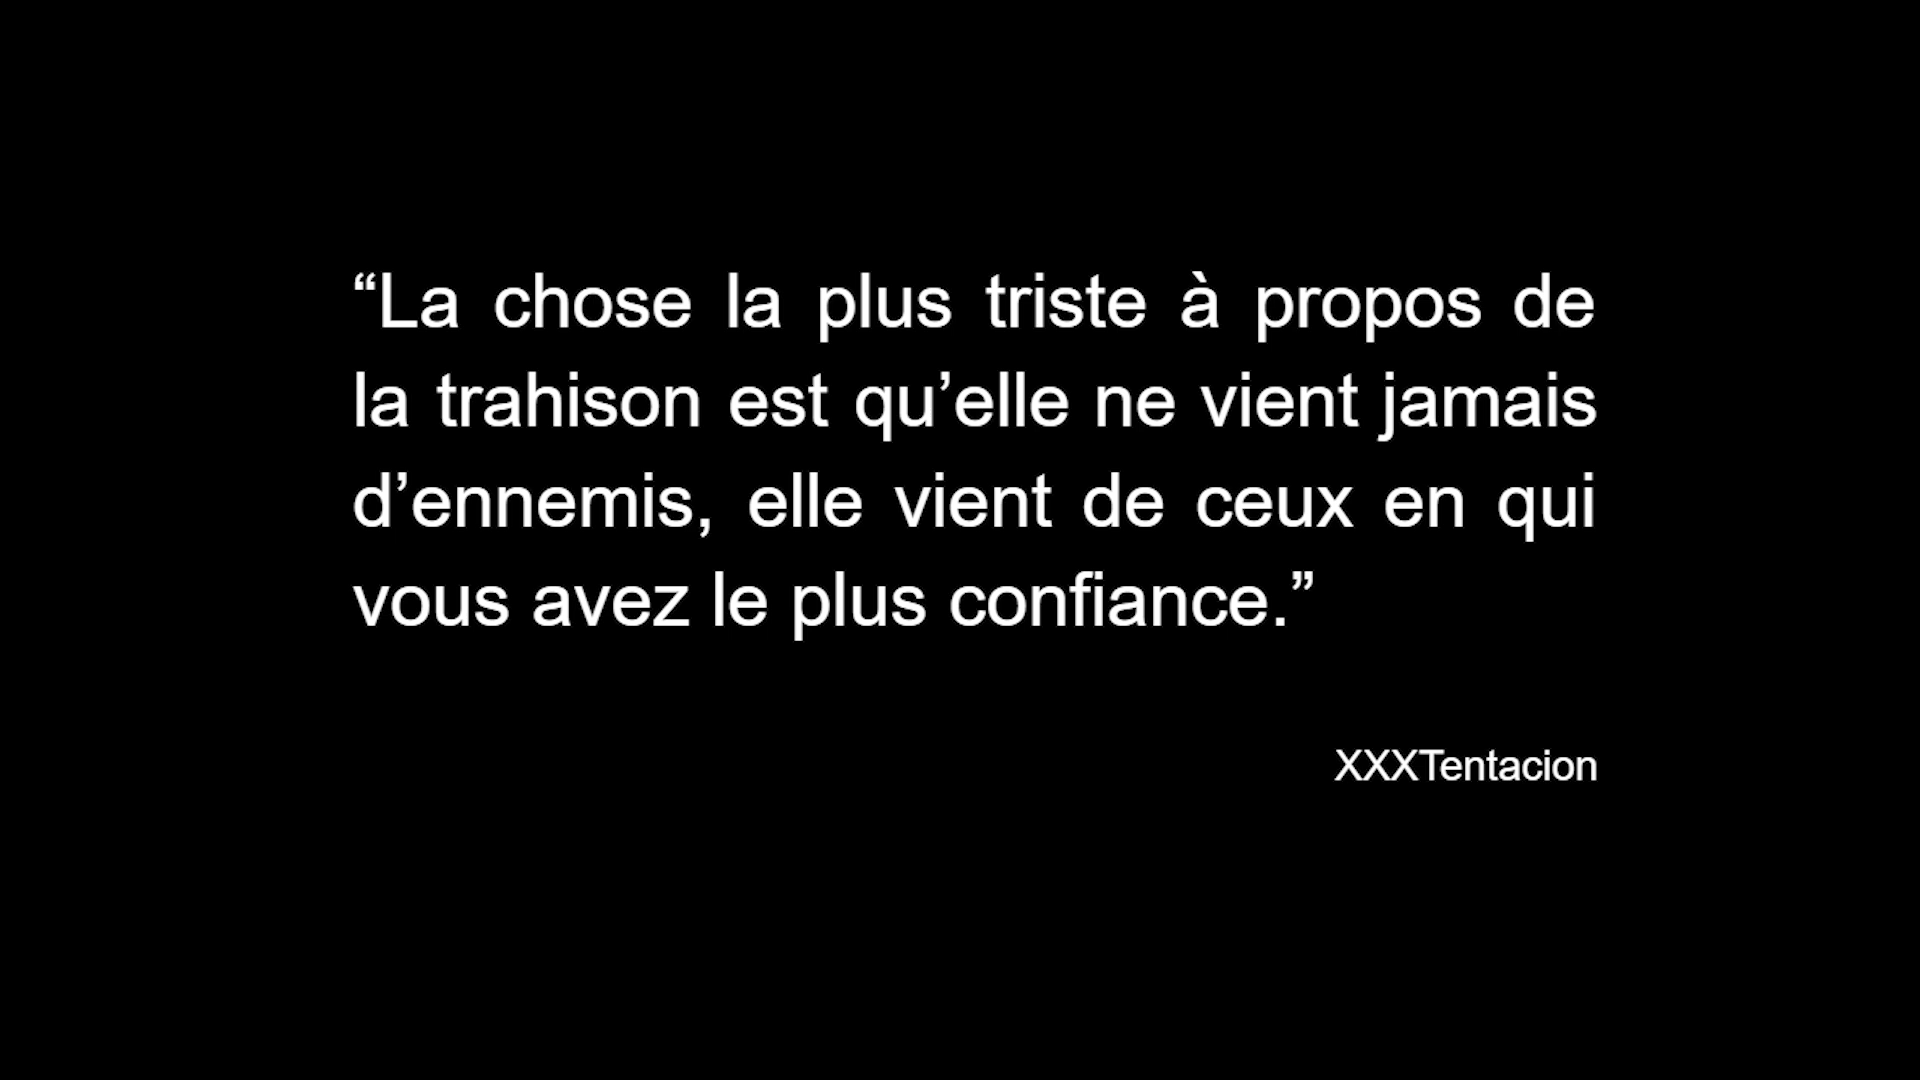 “La chose la plus triste à propos de
la trahison est qu’elle ne vient jamais
d’ennemis, elle vient de ceux en qui
vous avez le plus confiance.”
XXXTentacion